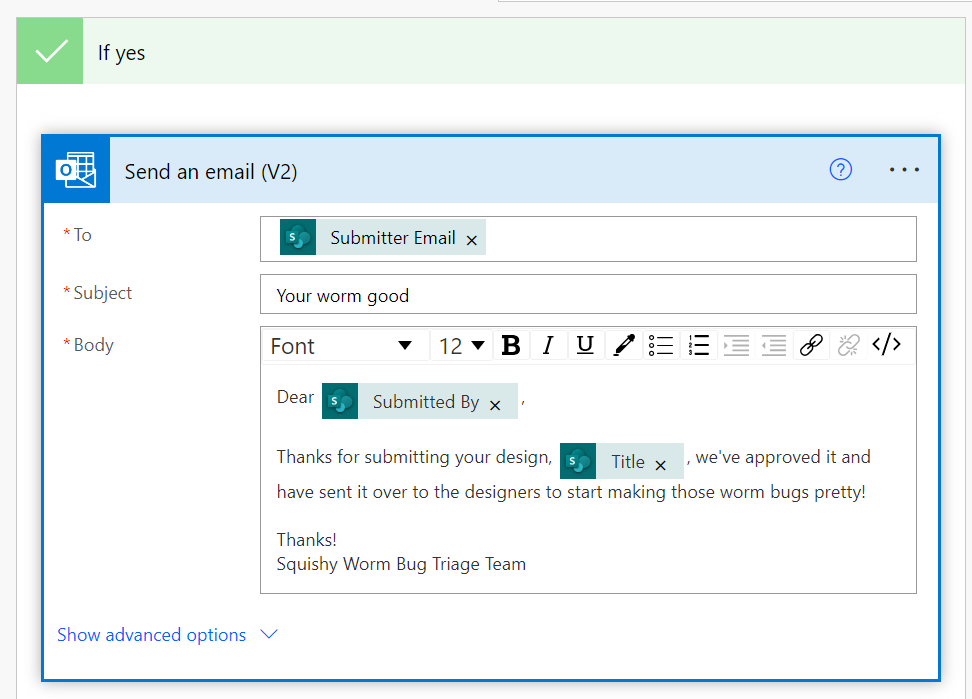 If yes
Send an email (V2)
?
* To
Submitter Email ×
* Subject
Your worm good
* Body
Font 12 B I U </>
Dear Submitted By × ,
Thanks for submitting your design, Title × , we've approved it and
have sent it over to the designers to start making those worm bugs pretty!
Thanks!
Squishy Worm Bug Triage Team
Show advanced options